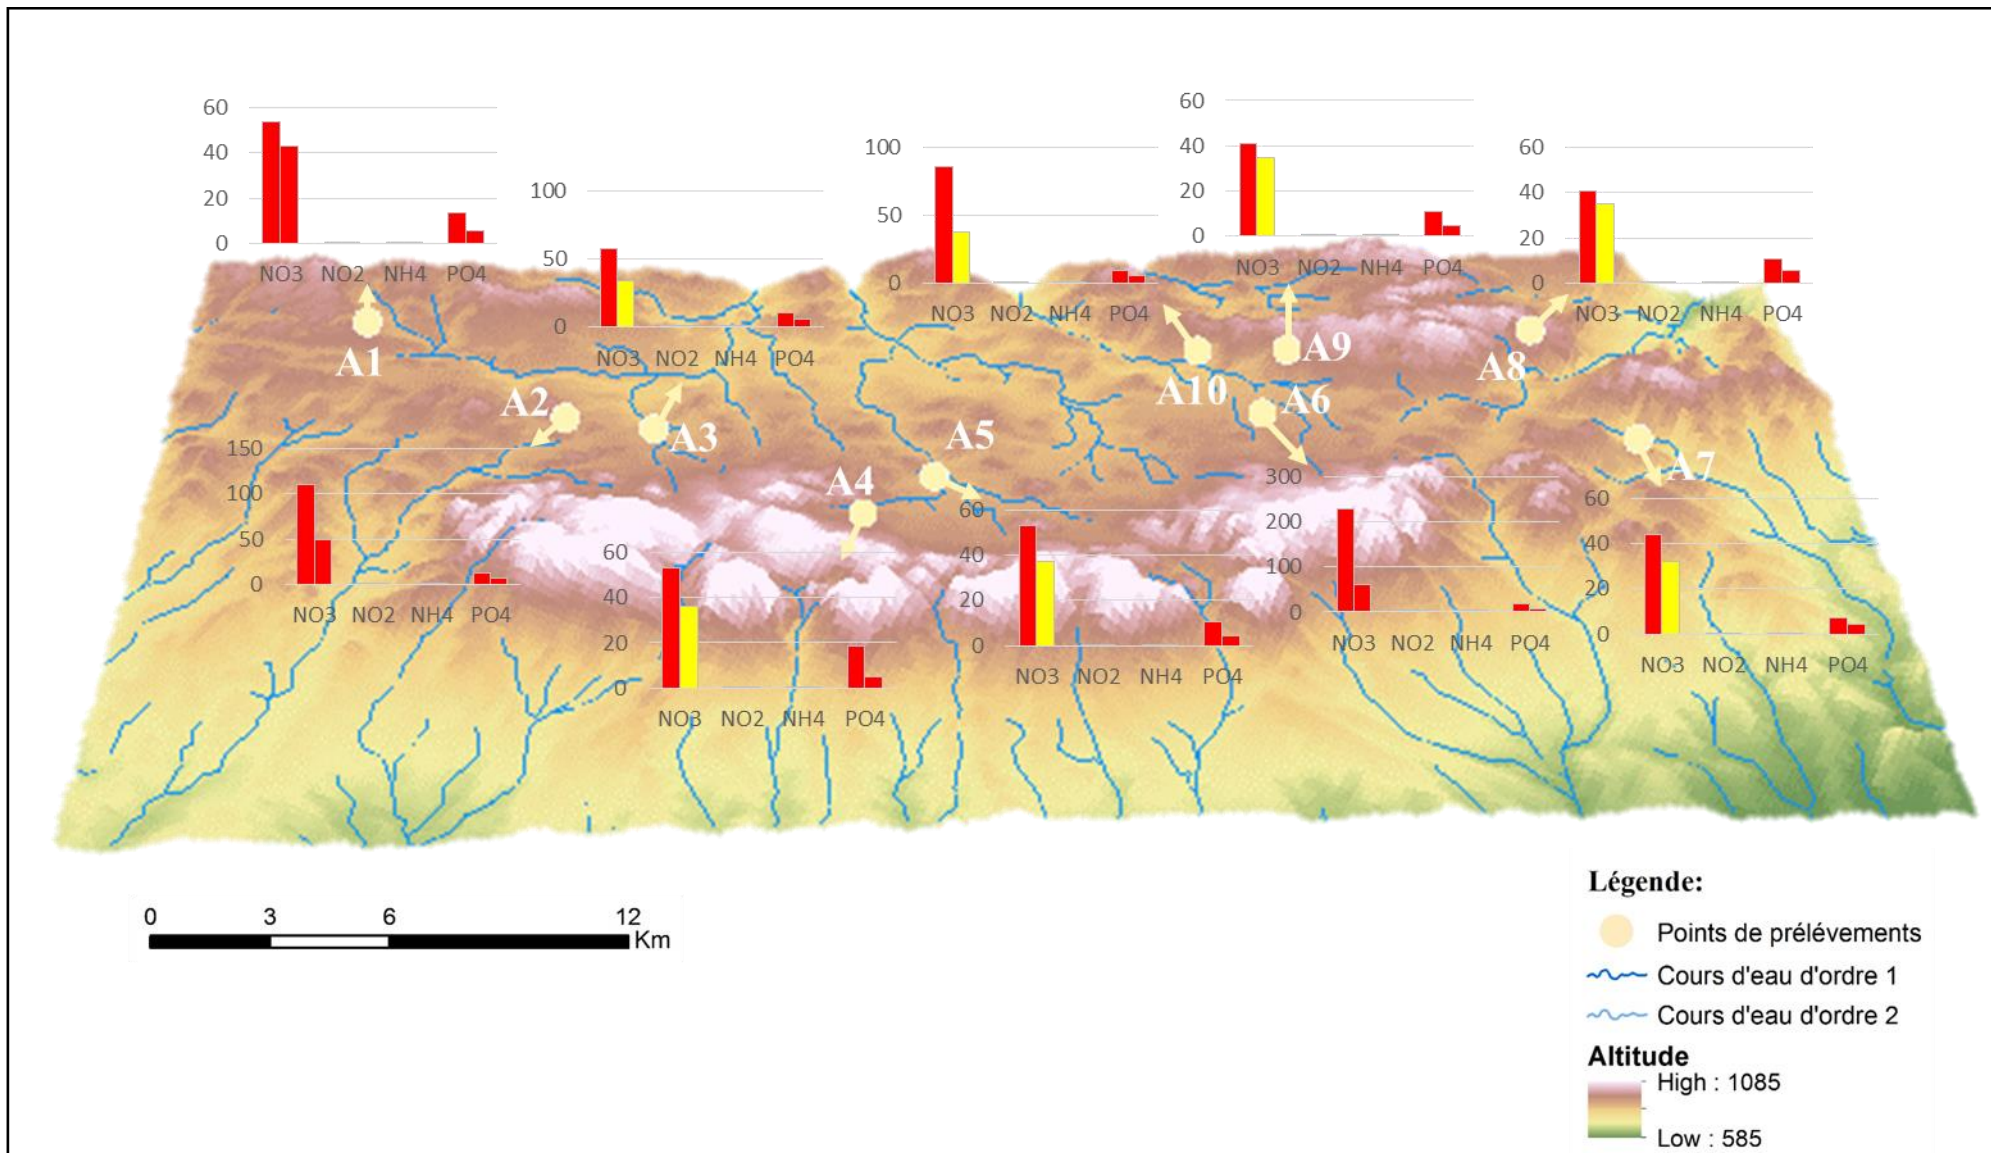 60
40
20
0
NO3 NO2 NH4 PO4
A1
100
50
0
NO3 NO2 NH4 PO4
A3
100
50
0
NO3 NO2 NH4 PO4
A10
60
40
20
0
NO3 NO2 NH4 PO4
A9
60
40
20
0
NO3 NO2 NH4 PO4
A8
A2
150
100
50
0
NO3 NO2 NH4 PO4
A4
60
40
20
0
NO3 NO2 NH4 PO4
A5
60
40
20
0
NO3 NO2 NH4 PO4
A6
300
200
100
0
NO3 NO2 NH4 PO4
A7
60
40
20
0
NO3 NO2 NH4 PO4
0 3 6 12
Km
Légende:
Points de prélévements
Cours d'eau d'ordre 1
Cours d'eau d'ordre 2
Altitude
High : 1085
Low : 585